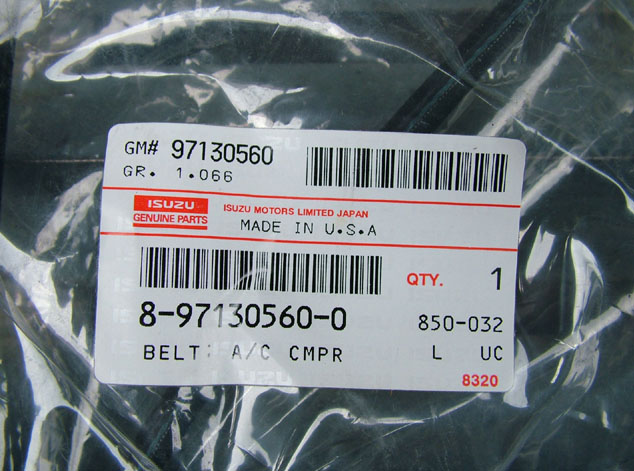 GM# 97130560
GR. 1.066
ISUZU
GENUINE PARTS
ISUZU MOTORS LIMITED JAPAN
MADE IN U.S.A
QTY. 1
8-97130560-0
850-032
BELT; A/C CMPR
L UC
8320